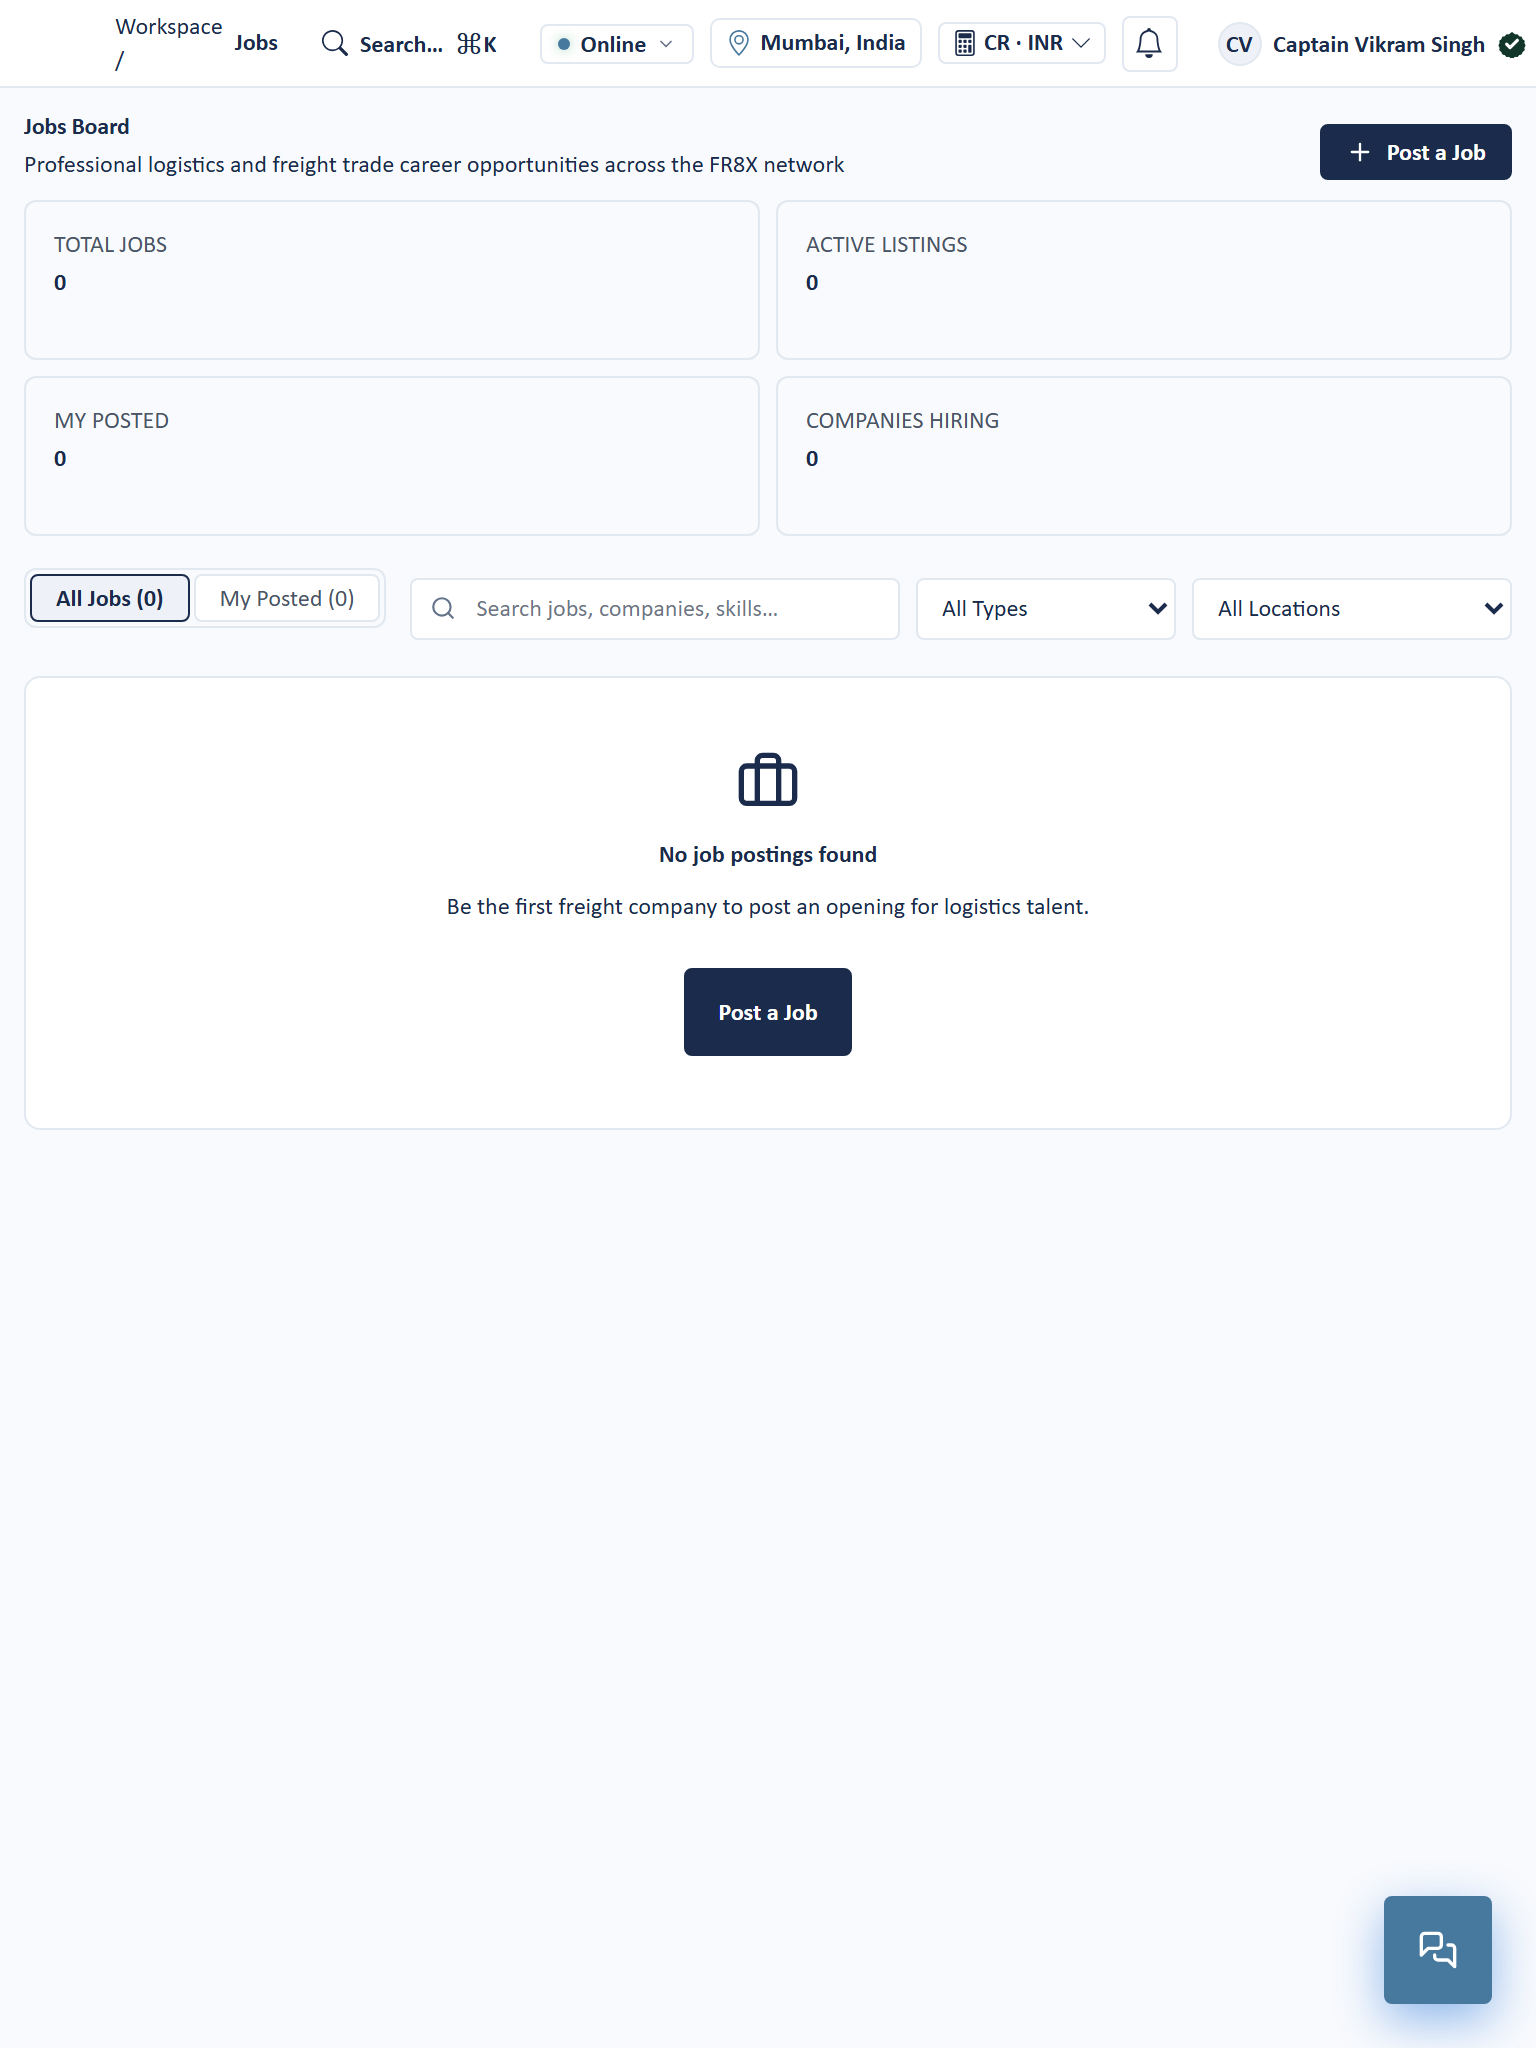 Workspace
/
Jobs
Search... ⌘K
Online
Mumbai, India
CR · INR
CV
Captain Vikram Singh
Jobs Board
Professional logistics and freight trade career opportunities across the FR8X network
Post a Job
TOTAL JOBS
0
ACTIVE LISTINGS
0
MY POSTED
0
COMPANIES HIRING
0
All Jobs (0)
My Posted (0)
Search jobs, companies, skills...
All Types
All Locations
No job postings found
Be the first freight company to post an opening for logistics talent.
Post a Job